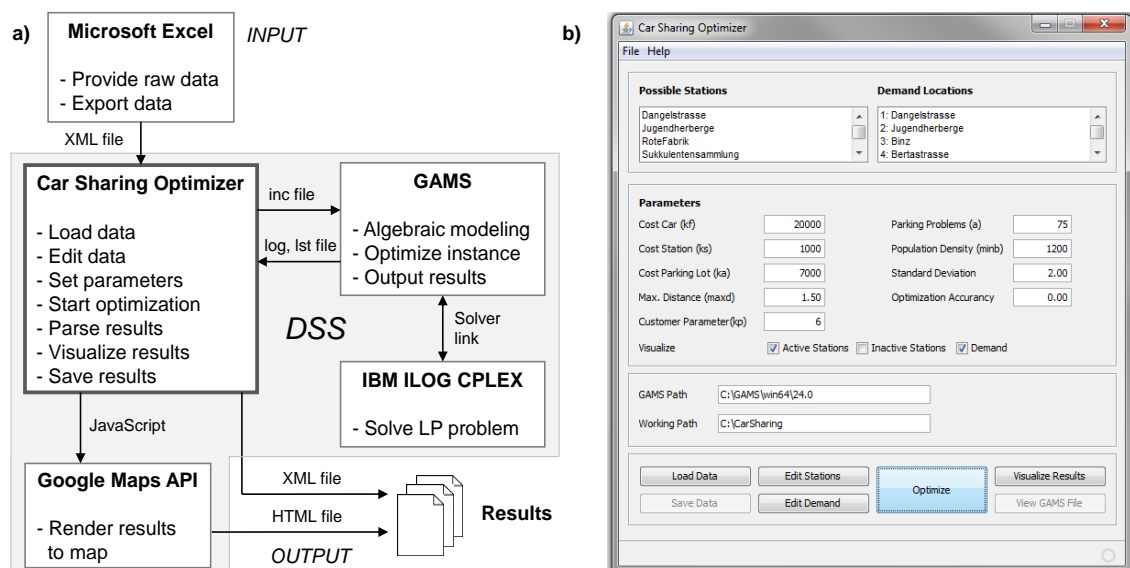 a)
Microsoft Excel
INPUT
- Provide raw data
- Export data
XML file
Car Sharing Optimizer
- Load data
- Edit data
- Set parameters
- Start optimization
- Parse results
- Visualize results
- Save results
inc file
log, lst file
GAMS
- Algebraic modeling
- Optimize instance
- Output results
DSS
Solver
link
IBM ILOG CPLEX
- Solve LP problem
JavaScript
Google Maps API
- Render results
to map
XML file
HTML file
OUTPUT
Results
b)
Car Sharing Optimizer
File Help
Possible Stations
Dangelstrasse
Jugendherberge
RoteFabrik
Sukkulentensammlung
Demand Locations
1: Dangelstrasse
2: Jugendherberge
3: Binz
4: Bertastrasse
Parameters
Cost Car (kf) 20000 Parking Problems (a) 75
Cost Station (ks) 1000 Population Density (minb) 1200
Cost Parking Lot (ka) 7000 Standard Deviation 2.00
Max. Distance (maxd) 1.50 Optimization Accurancy 0.00
Customer Parameter(kp) 6
Visualize Active Stations Inactive Stations Demand
GAMS Path C:\GAMS\win64\24.0
Working Path C:\CarSharing
Load Data Edit Stations Optimize Visualize Results
Save Data Edit Demand View GAMS File